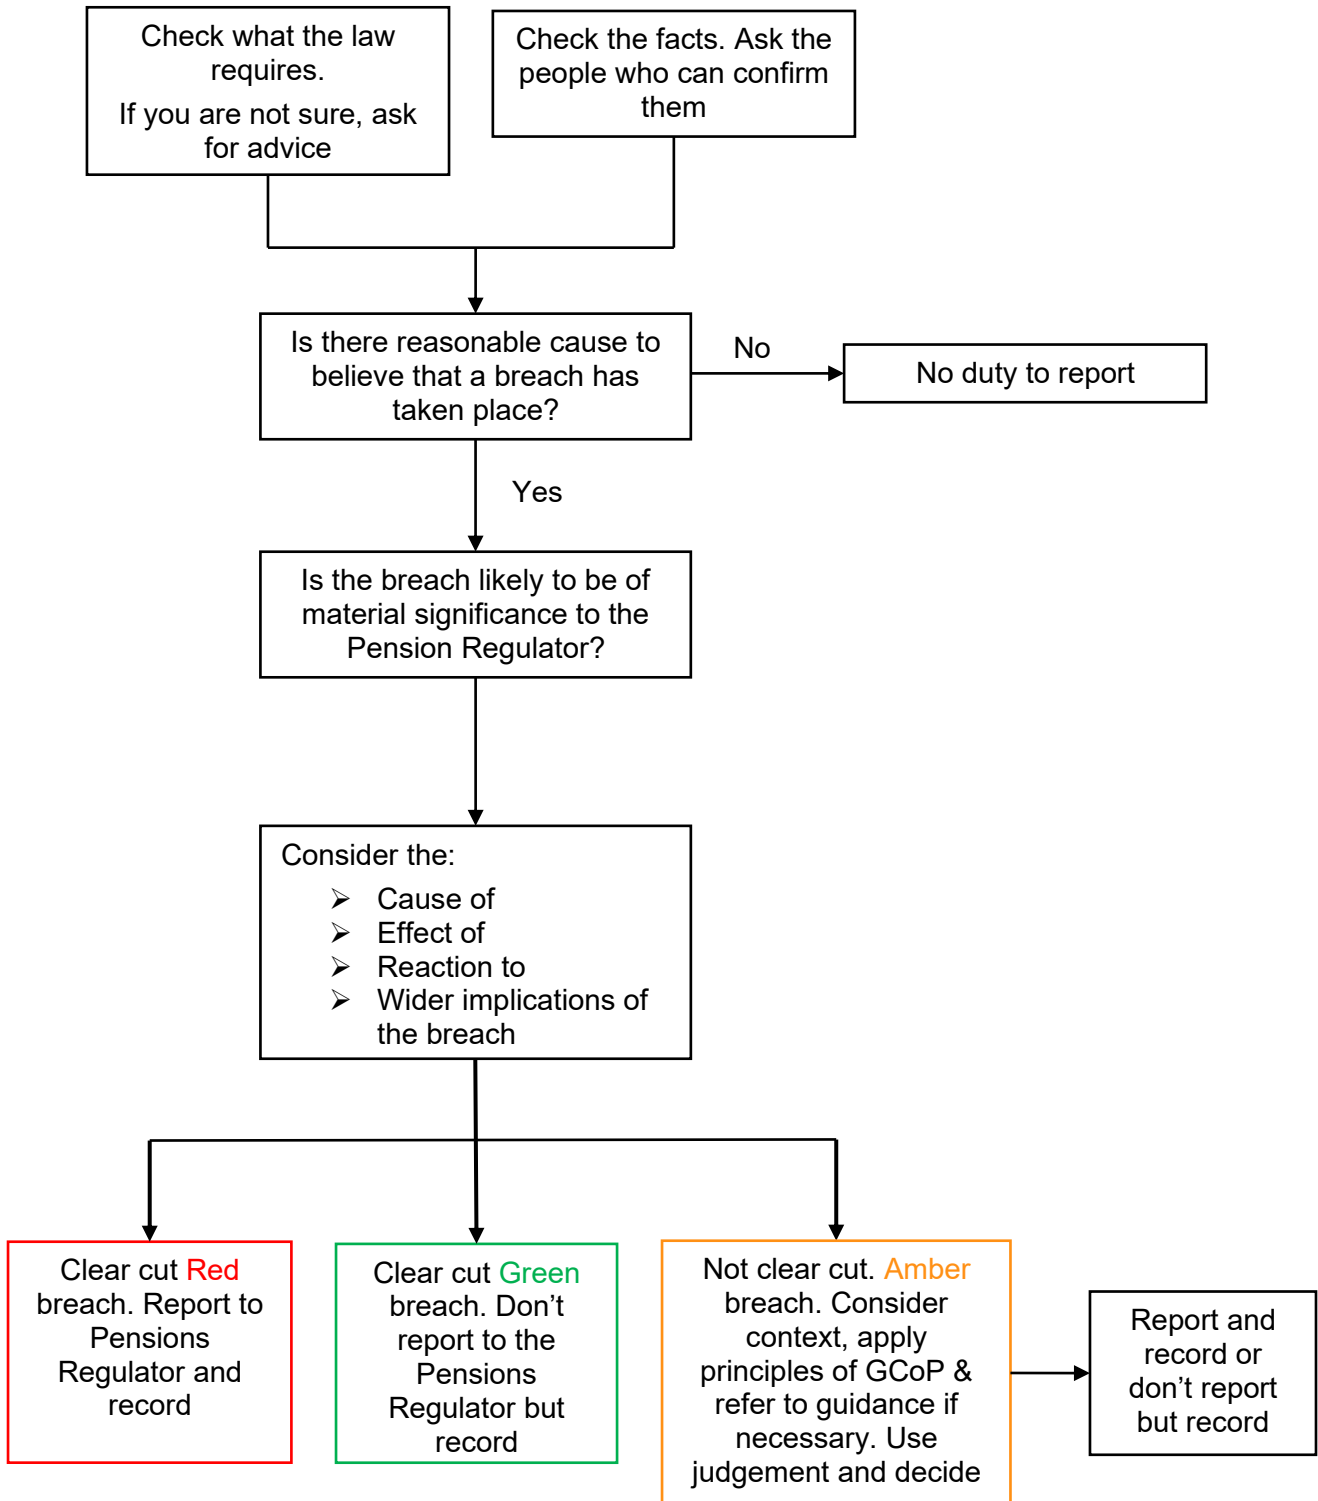 Check what the law
requires.
If you are not sure, ask
for advice
Check the facts. Ask the
people who can confirm
them
Is there reasonable cause to
believe that a breach has
taken place?
No
No duty to report
Yes
Is the breach likely to be of
material significance to the
Pension Regulator?
Consider the:
➢ Cause of
➢ Effect of
➢ Reaction to
➢ Wider implications of
the breach
Clear cut Red
breach. Report to
Pensions
Regulator and
record
Clear cut Green
breach. Don’t
report to the
Pensions
Regulator but
record
Not clear cut. Amber
breach. Consider
context, apply
principles of GCoP &
refer to guidance if
necessary. Use
judgement and decide
Report and
record or
don’t report
but record